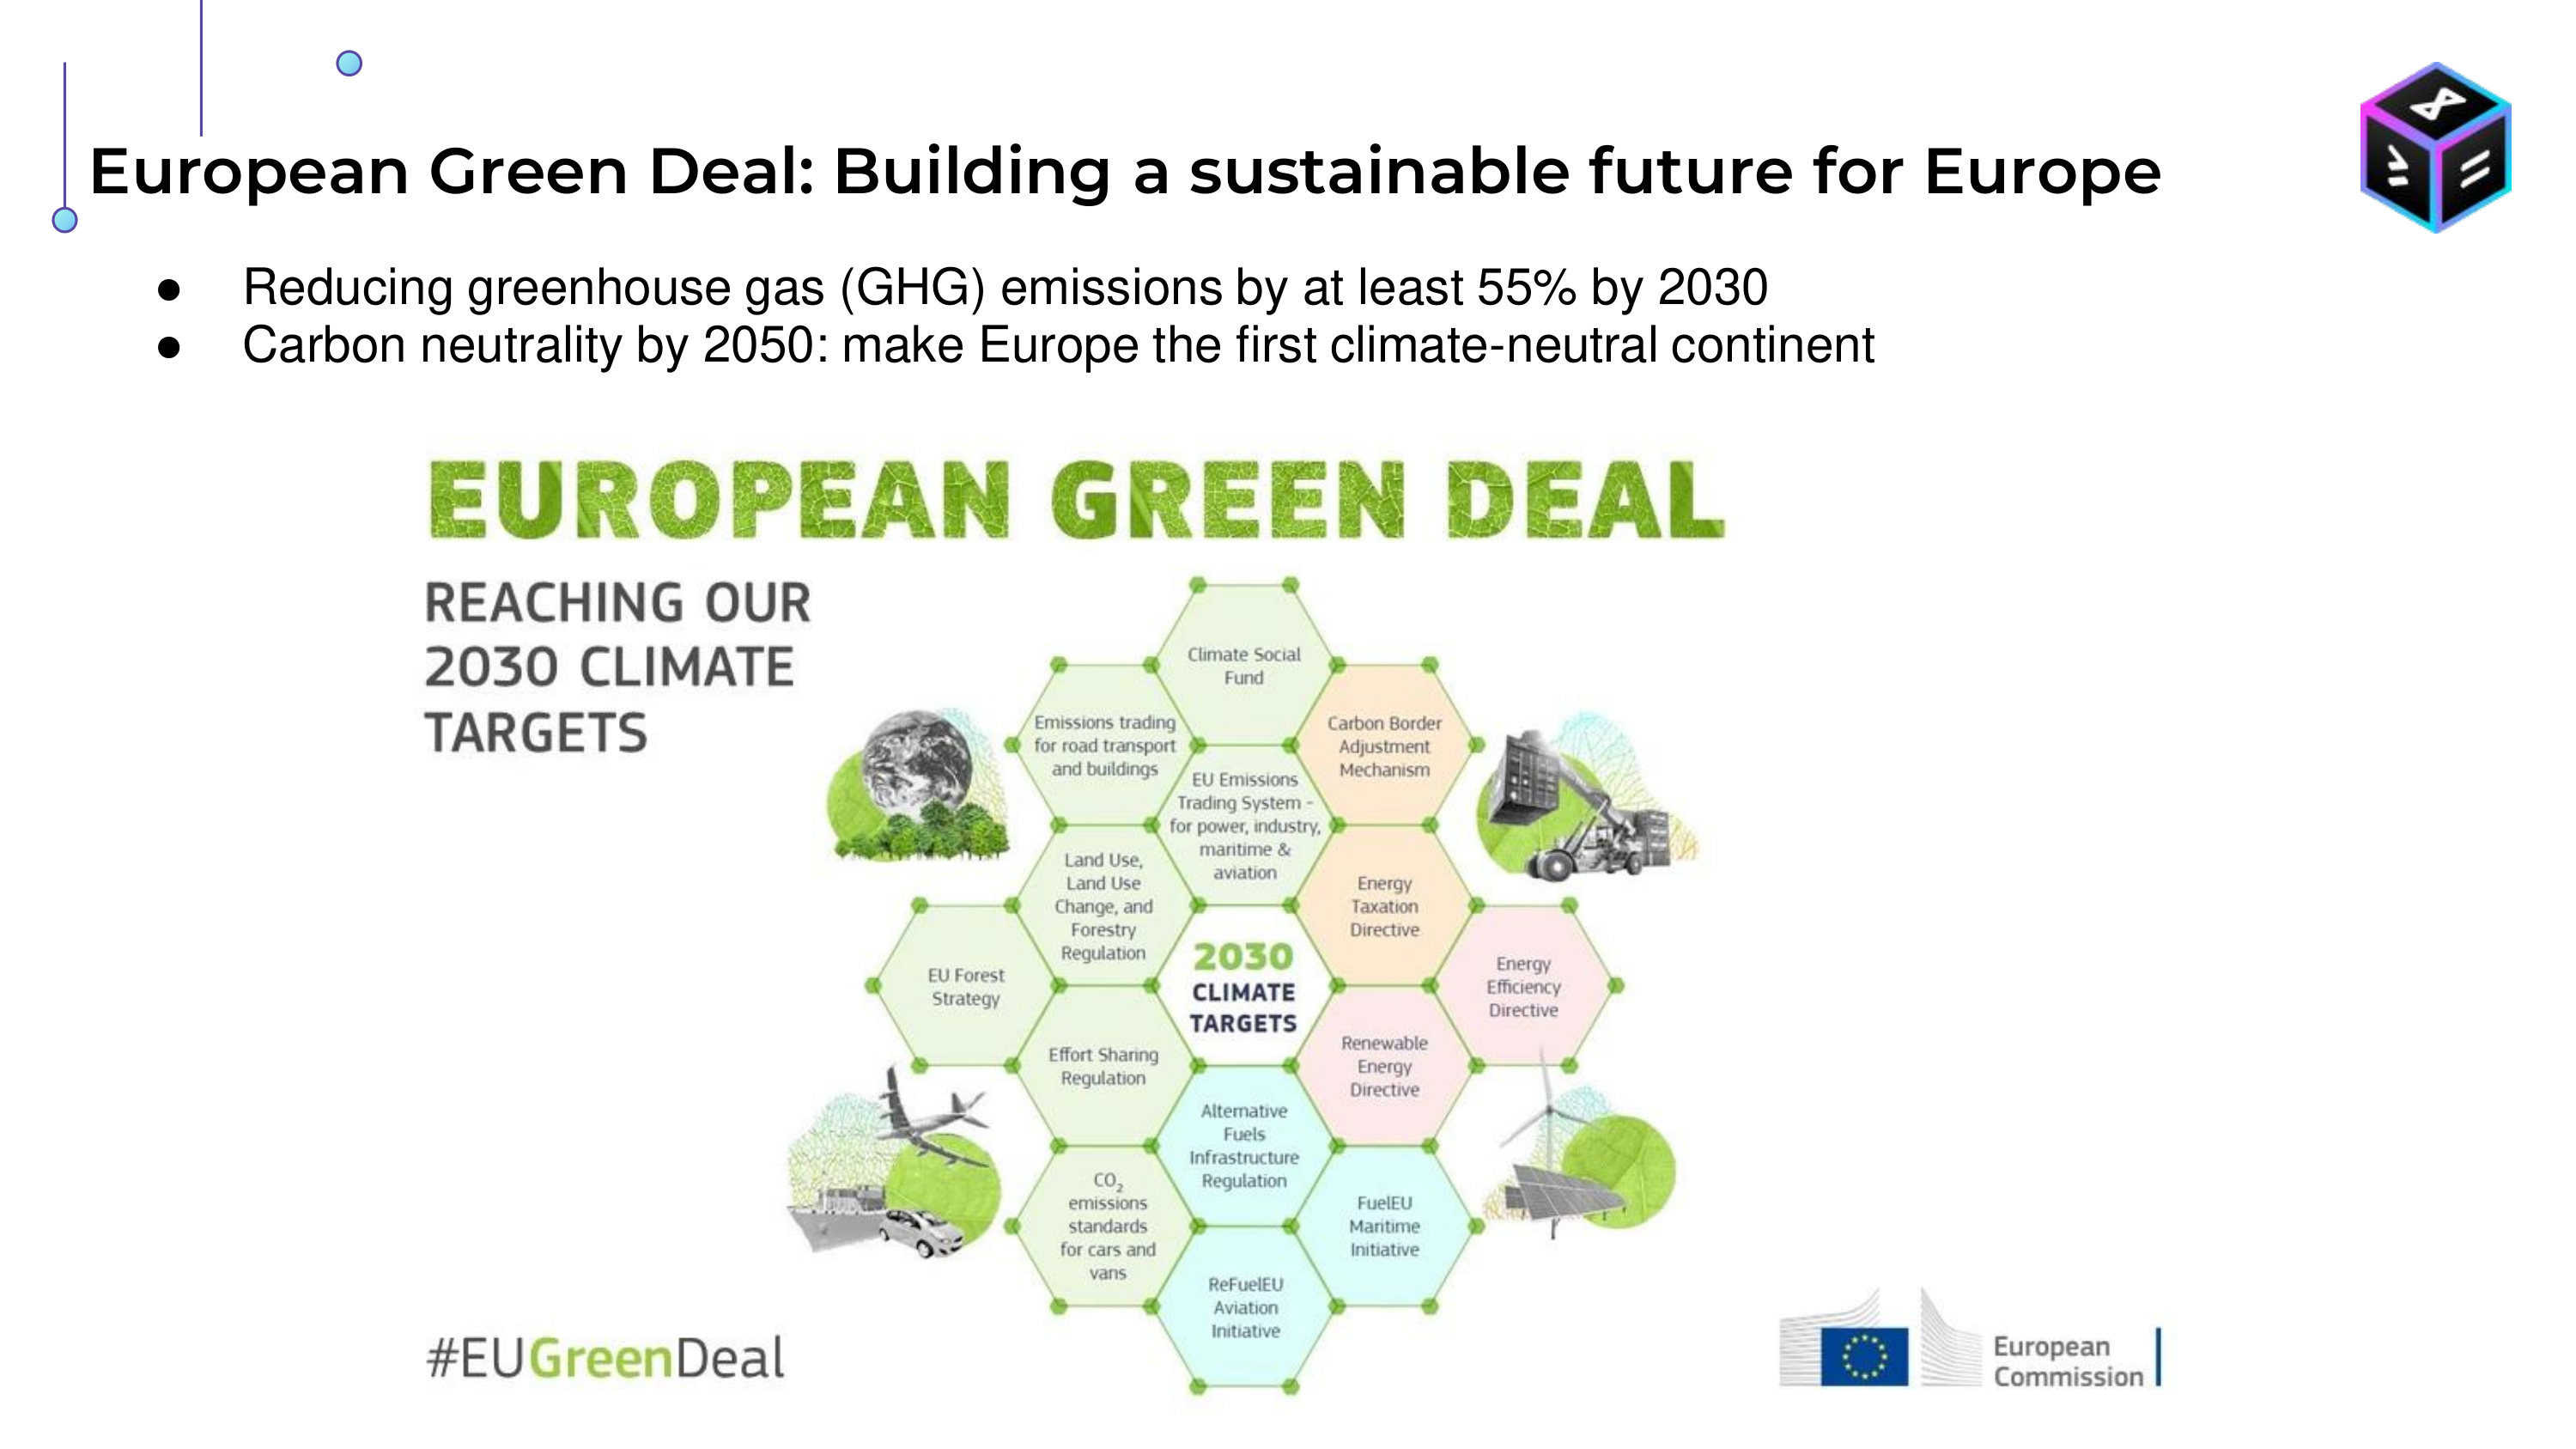 European Green Deal: Building a sustainable future for Europe
● Reducing greenhouse gas (GHG) emissions by at least 55% by 2030
● Carbon neutrality by 2050: make Europe the first climate-neutral continent
EUROPEAN GREEN DEAL
REACHING OUR
2030 CLIMATE
TARGETS
Climate Social
Fund
Emissions trading
for road transport
and buildings
Carbon Border
Adjustment
Mechanism
EU Emissions
Trading System -
for power, industry,
maritime &
aviation
Land Use,
Land Use
Change, and
Forestry
Regulation
Energy
Taxation
Directive
EU Forest
Strategy
2030
CLIMATE
TARGETS
Energy
Efficiency
Directive
Effort Sharing
Regulation
Renewable
Energy
Directive
Alternative
Fuels
Infrastructure
Regulation
CO₂
emissions
standards
for cars and
vans
FuelEU
Maritime
Initiative
ReFuelEU
Aviation
Initiative
#EUGreenDeal
European
Commission